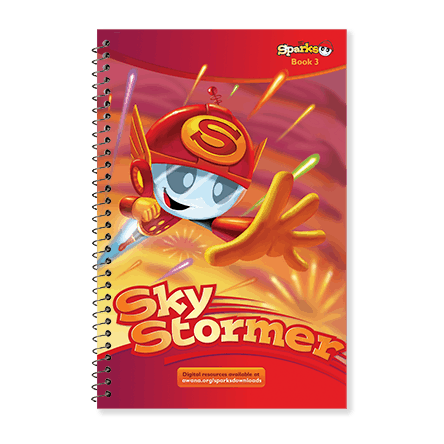 Sparks
Book 3
S
Sky
Stormer
Digital resources available at
awana.org/sparksdownloads